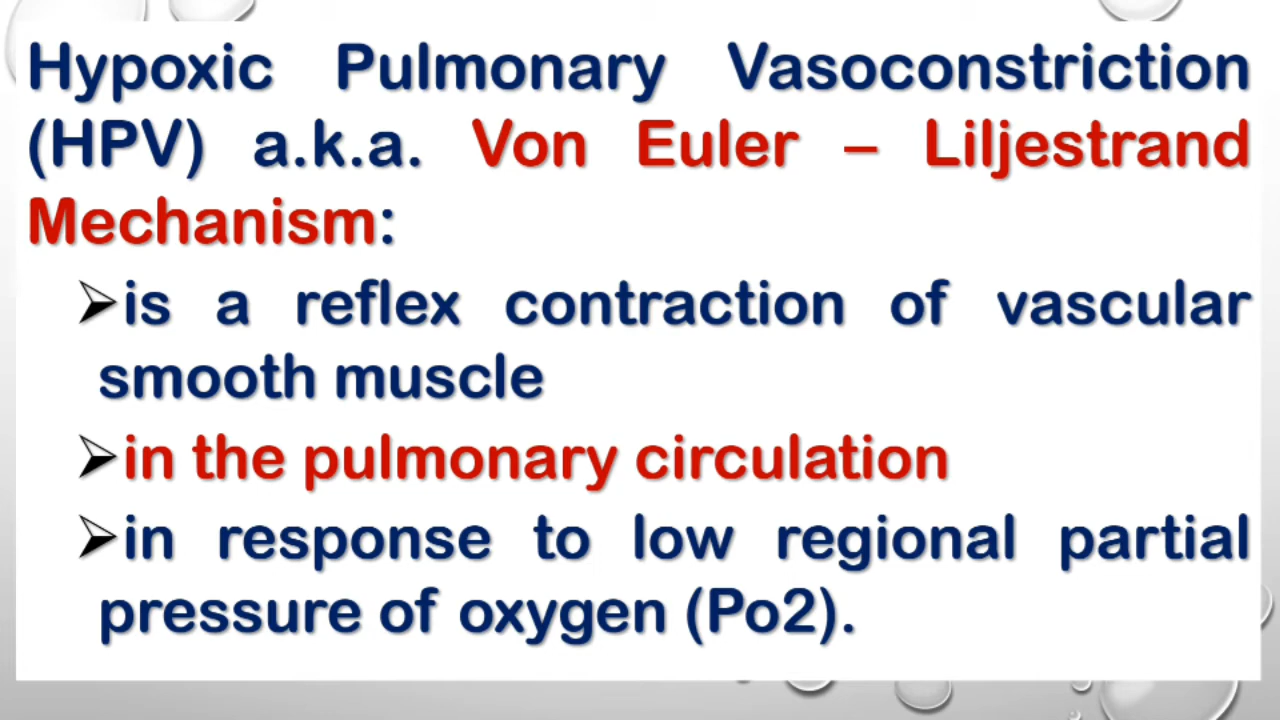 Hypoxic Pulmonary Vasoconstriction
(HPV) a.k.a. Von Euler – Liljestrand
Mechanism:
➢is a reflex contraction of vascular
smooth muscle
➢in the pulmonary circulation
➢in response to low regional partial
pressure of oxygen (Po2).